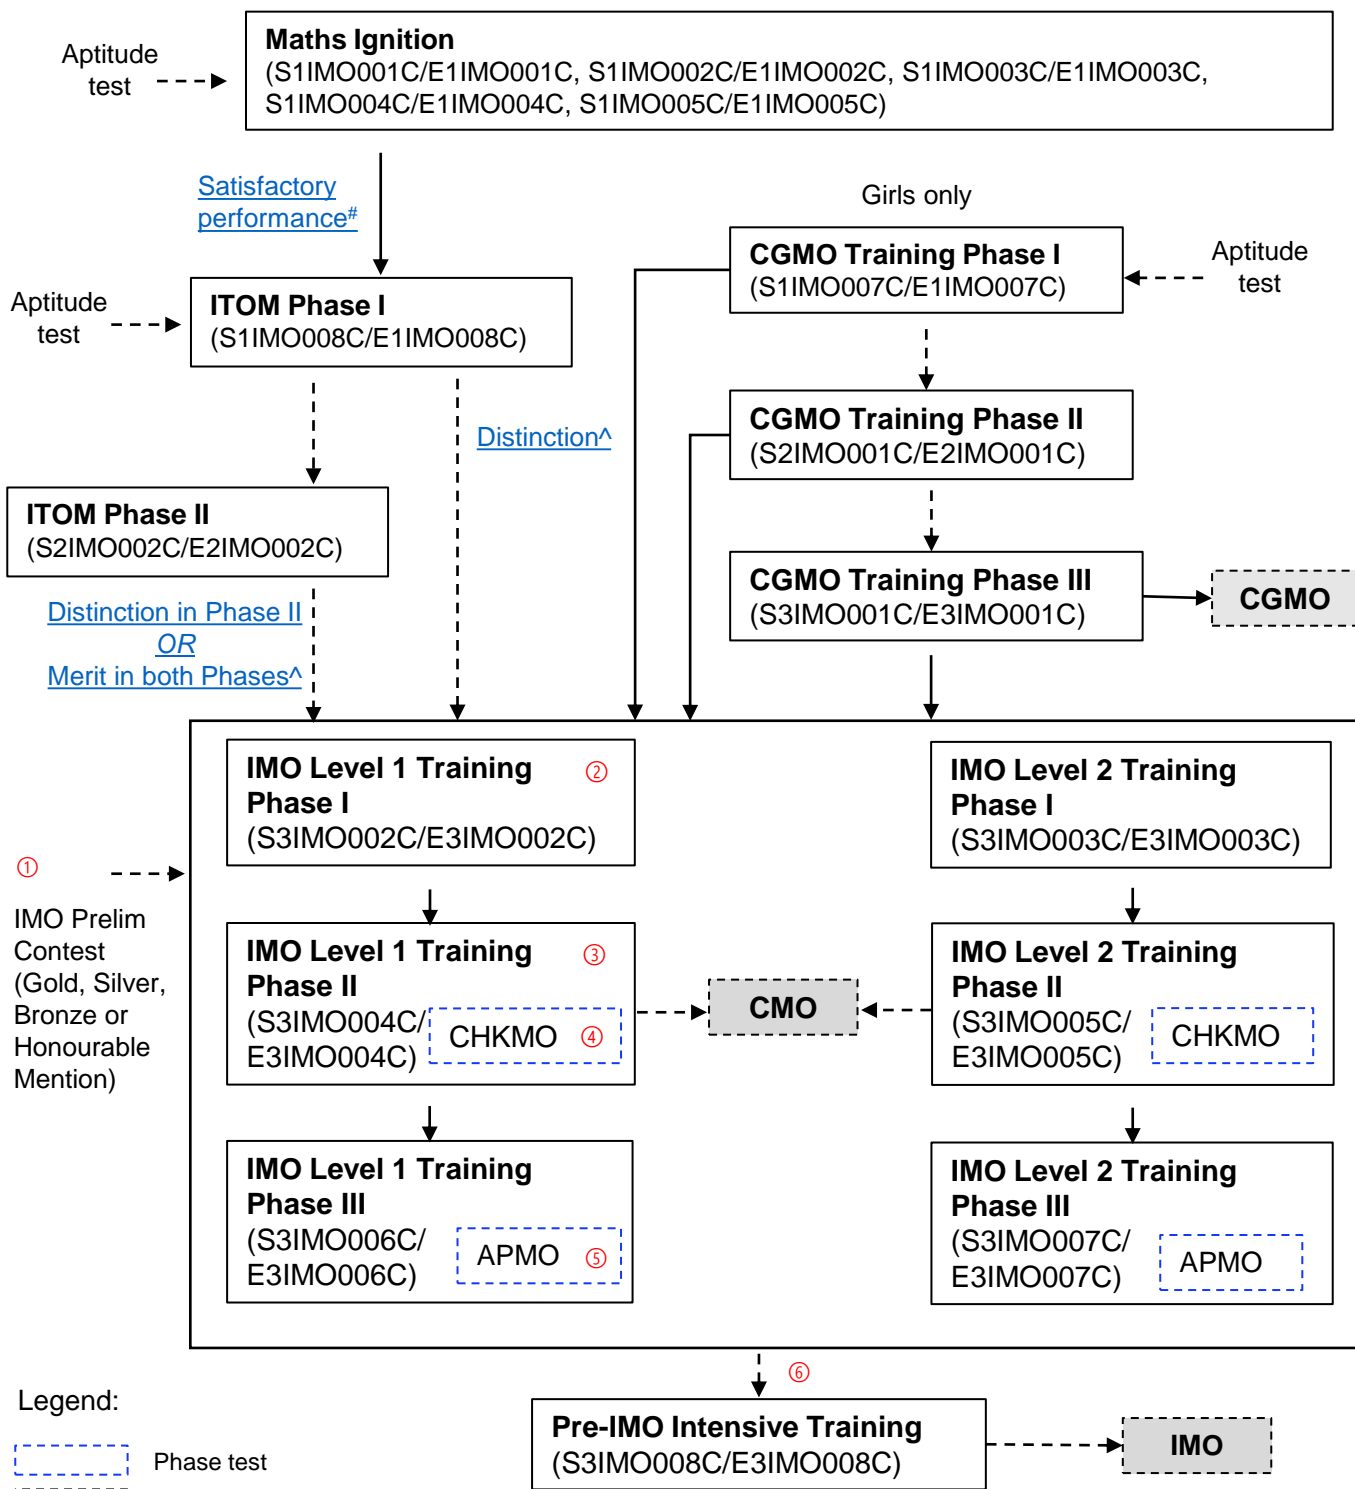 Maths Ignition
(S1IMO001C/E1IMO001C, S1IMO002C/E1IMO002C, S1IMO003C/E1IMO003C,
S1IMO004C/E1IMO004C, S1IMO005C/E1IMO005C)
Aptitude
test
Satisfactory
performance#
Girls only
CGMO Training Phase I
(S1IMO007C/E1IMO007C)
Aptitude
test
Aptitude
test
ITOM Phase I
(S1IMO008C/E1IMO008C)
Distinction^
CGMO Training Phase II
(S2IMO001C/E2IMO001C)
ITOM Phase II
(S2IMO002C/E2IMO002C)
CGMO Training Phase III
(S3IMO001C/E3IMO001C)
CGMO
Distinction in Phase II
OR
Merit in both Phases^
①
IMO Prelim
Contest
(Gold, Silver,
Bronze or
Honourable
Mention)
IMO Level 1 Training ②
Phase I
(S3IMO002C/E3IMO002C)
IMO Level 2 Training
Phase I
(S3IMO003C/E3IMO003C)
IMO Level 1 Training ③
Phase II
(S3IMO004C/
E3IMO004C)
CHKMO ④
CMO
IMO Level 2 Training
Phase II
(S3IMO005C/
E3IMO005C)
CHKMO
IMO Level 1 Training
Phase III
(S3IMO006C/
E3IMO006C)
APMO ⑤
IMO Level 2 Training
Phase III
(S3IMO007C/
E3IMO007C)
APMO
⑥
Pre-IMO Intensive Training
(S3IMO008C/E3IMO008C)
IMO
Legend:
Phase test